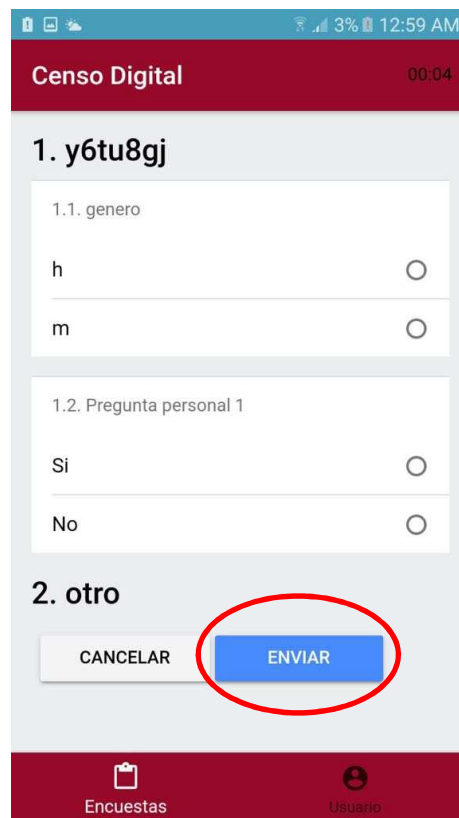 3% 12:59 AM
Censo Digital 00:04
1. y6tu8gj
1.1. genero
h
m
1.2. Pregunta personal 1
Si
No
2. otro
CANCELAR ENVIAR
Encuestas Usuario